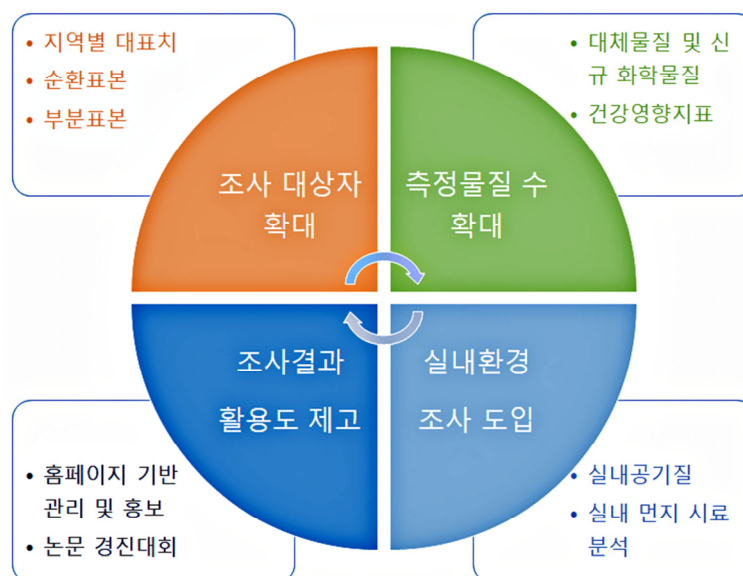 • 지역별 대표치
• 순환표본
• 부분표본
• 대체물질 및 신
규 화학물질
• 건강영향지표
조사 대상자
확대
측정물질 수
확대
조사결과
활용도 제고
실내환경
조사 도입
• 홈페이지 기반
관리 및 홍보
• 논문 경진대회
• 실내공기질
• 실내 먼지 시료
분석